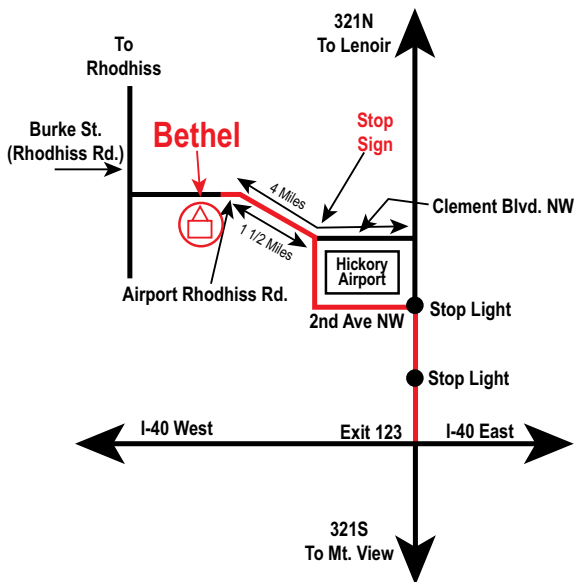 321N
To Lenoir
To
Rhodhiss
Burke St.
(Rhodhiss Rd.)
Bethel
Stop
Sign
4 Miles
Clement Blvd. NW
1 1/2 Miles
Hickory
Airport
Airport Rhodhiss Rd.
2nd Ave NW
Stop Light
Stop Light
I-40 West
Exit 123
I-40 East
321S
To Mt. View